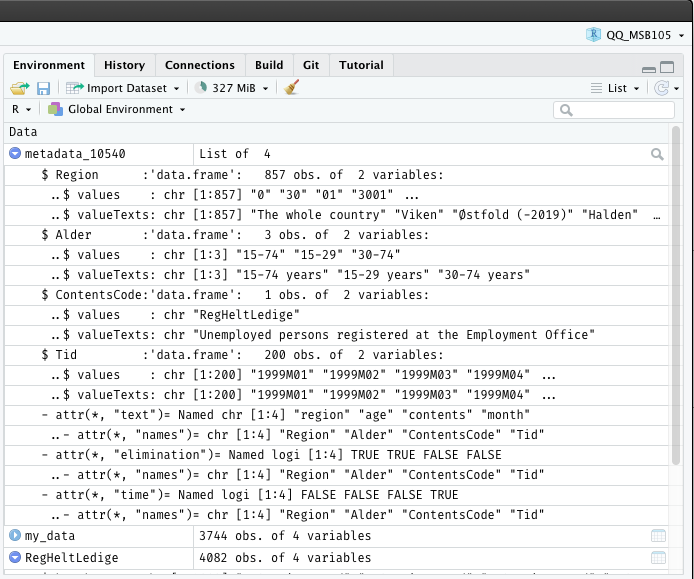 QQ_MSB105
Environment History Connections Build Git Tutorial
Import Dataset 327 MiB List
R Global Environment
Data
metadata_10540 List of 4
$ Region :'data.frame': 857 obs. of 2 variables:
..$ values : chr [1:857] "0" "30" "01" "3001" ...
..$ valueTexts: chr [1:857] "The whole country" "Viken" "Østfold (-2019)" "Halden" ...
$ Alder :'data.frame': 3 obs. of 2 variables:
..$ values : chr [1:3] "15-74" "15-29" "30-74"
..$ valueTexts: chr [1:3] "15-74 years" "15-29 years" "30-74 years"
$ ContentsCode:'data.frame': 1 obs. of 2 variables:
..$ values : chr "RegHeltLedige"
..$ valueTexts: chr "Unemployed persons registered at the Employment Office"
$ Tid :'data.frame': 200 obs. of 2 variables:
..$ values : chr [1:200] "1999M01" "1999M02" "1999M03" "1999M04" ...
..$ valueTexts: chr [1:200] "1999M01" "1999M02" "1999M03" "1999M04" ...
- attr(*, "text")= Named chr [1:4] "region" "age" "contents" "month"
..- attr(*, "names")= chr [1:4] "Region" "Alder" "ContentsCode" "Tid"
- attr(*, "elimination")= Named logi [1:4] TRUE TRUE FALSE FALSE
..- attr(*, "names")= chr [1:4] "Region" "Alder" "ContentsCode" "Tid"
- attr(*, "time")= Named logi [1:4] FALSE FALSE FALSE TRUE
..- attr(*, "names")= chr [1:4] "Region" "Alder" "ContentsCode" "Tid"
my_data 3744 obs. of 4 variables
RegHeltLedige 4082 obs. of 4 variables